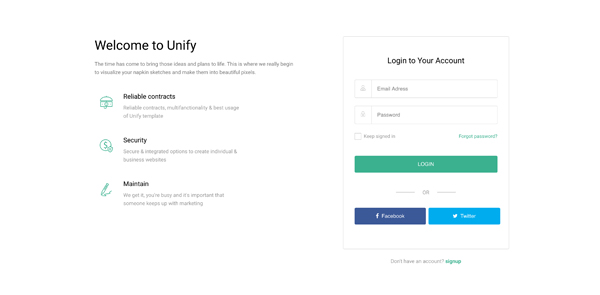 Welcome to Unify
The time has come to bring those ideas and plans to life. This is where we really begin
to visualize your napkin sketches and make them into beautiful pixels.
Reliable contracts
Reliable contracts, multifunctionality & best usage
of Unify template
Security
Secure & integrated options to create individual &
business websites
Maintain
We get it, you're busy and it's important that
someone keeps up with marketing
Login to Your Account
Email Adress
Password
Keep signed in
Forgot password?
LOGIN
OR
Facebook
Twitter
Don't have an account? signup